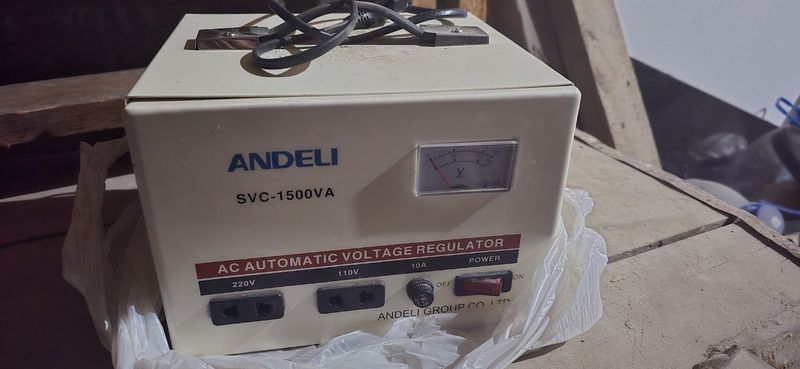 ANDELI
SVC-1500VA
V
AC AUTOMATIC VOLTAGE REGULATOR
220V 110V 10A POWER
OFF ON
ANDELI GROUP CO.,LTD